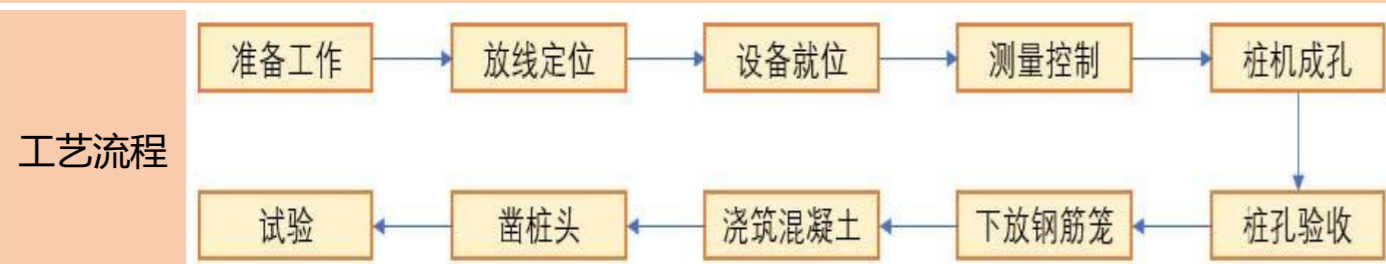 工艺流程
准备工作
放线定位
设备就位
测量控制
桩机成孔
桩孔验收
下放钢筋笼
浇筑混凝土
凿桩头
试验